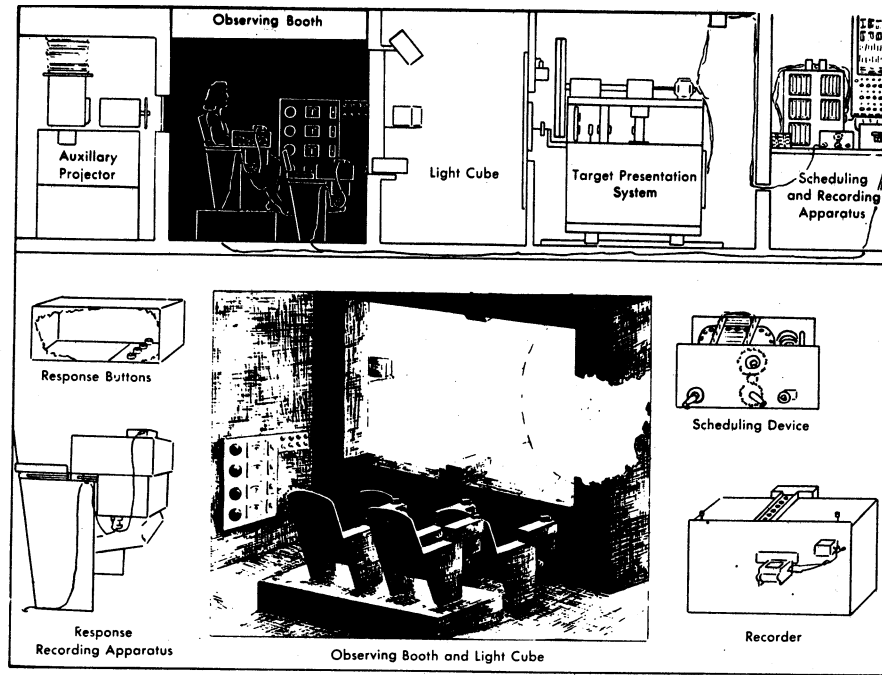 Observing Booth
Auxillary
Projector
Light Cube
Target Presentation
System
Scheduling
and Recording
Apparatus
Response Buttons
Scheduling Device
Response
Recording Apparatus
Observing Booth and Light Cube
Recorder